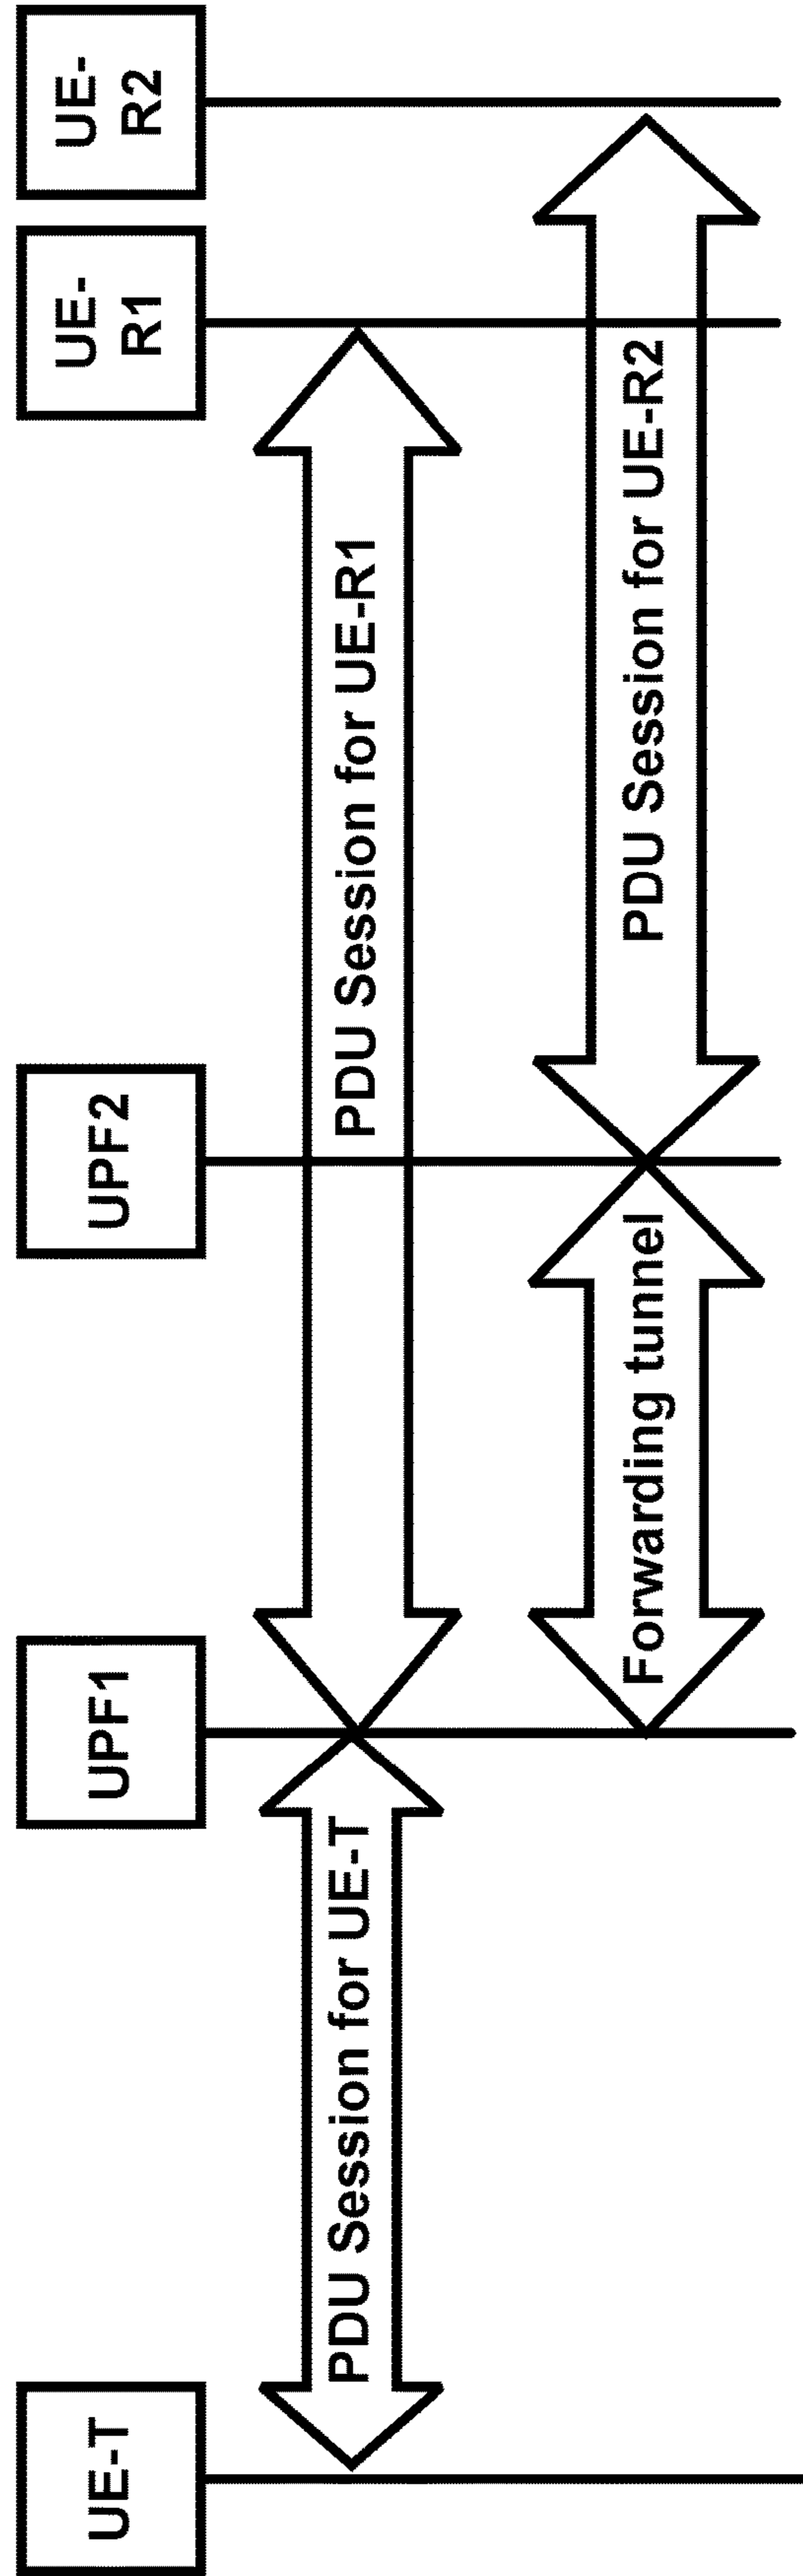 UE-T
UPF1
UPF2
UE-
R1
UE-
R2
PDU Session for UE-T
PDU Session for UE-R1
Forwarding tunnel
PDU Session for UE-R2